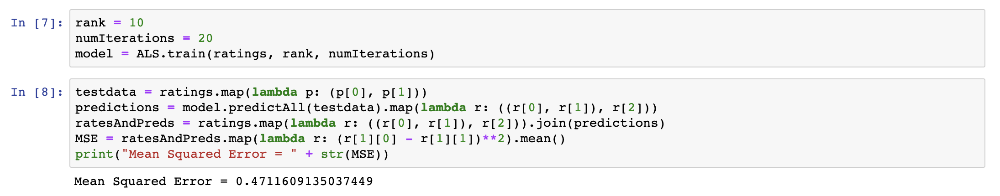 In [7]:
rank = 10
numIterations = 20
model = ALS.train(ratings, rank, numIterations)
In [8]:
testdata = ratings.map(lambda p: (p[0], p[1]))
predictions = model.predictAll(testdata).map(lambda r: ((r[0], r[1]), r[2]))
ratesAndPreds = ratings.map(lambda r: ((r[0], r[1]), r[2])).join(predictions)
MSE = ratesAndPreds.map(lambda r: (r[1][0] - r[1][1])**2).mean()
print("Mean Squared Error = " + str(MSE))
Mean Squared Error = 0.4711609135037449